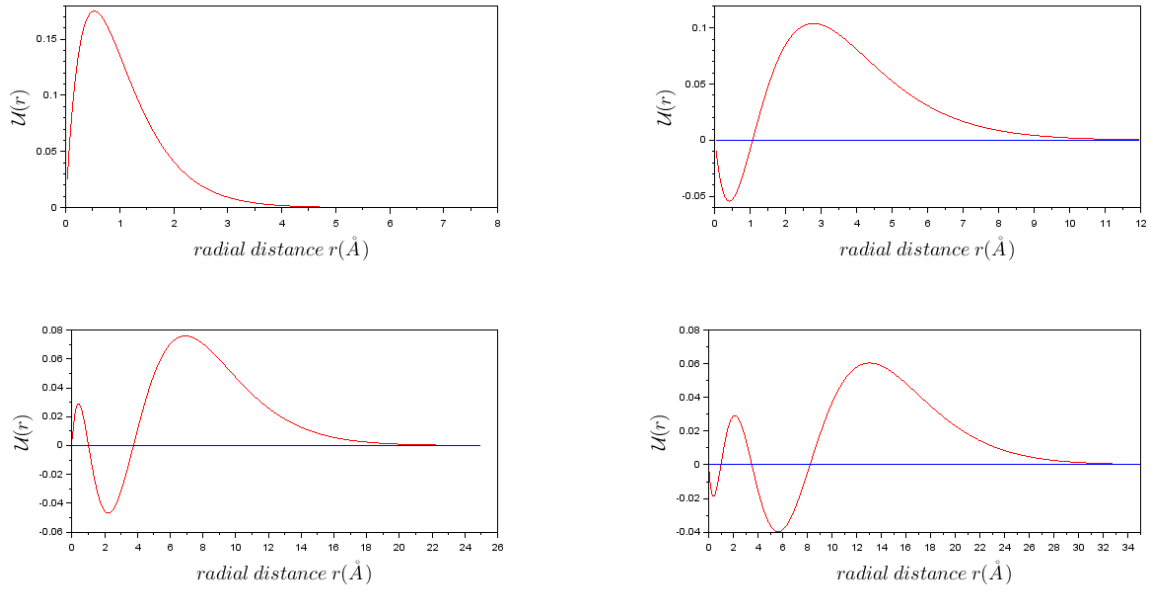 0.15
0.1
0.05
0
U(r)
0 1 2 3 4 5 6 7 8
radial distance r(Å)
0.1
0.05
0
-0.05
U(r)
0 1 2 3 4 5 6 7 8 9 10 11 12
radial distance r(Å)
0.08
0.06
0.04
0.02
0
-0.02
-0.04
-0.06
U(r)
0 2 4 6 8 10 12 14 16 18 20 22 24 26
radial distance r(Å)
0.08
0.06
0.04
0.02
0
-0.02
-0.04
U(r)
0 2 4 6 8 10 12 14 16 18 20 22 24 26 28 30 32 34
radial distance r(Å)